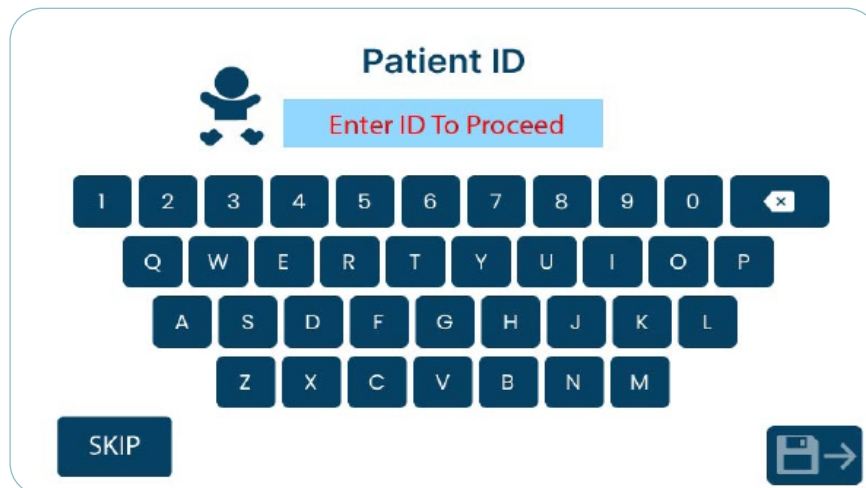 Patient ID
Enter ID To Proceed
1 2 3 4 5 6 7 8 9 0
Q W E R T Y U I O P
A S D F G H J K L
Z X C V B N M
SKIP